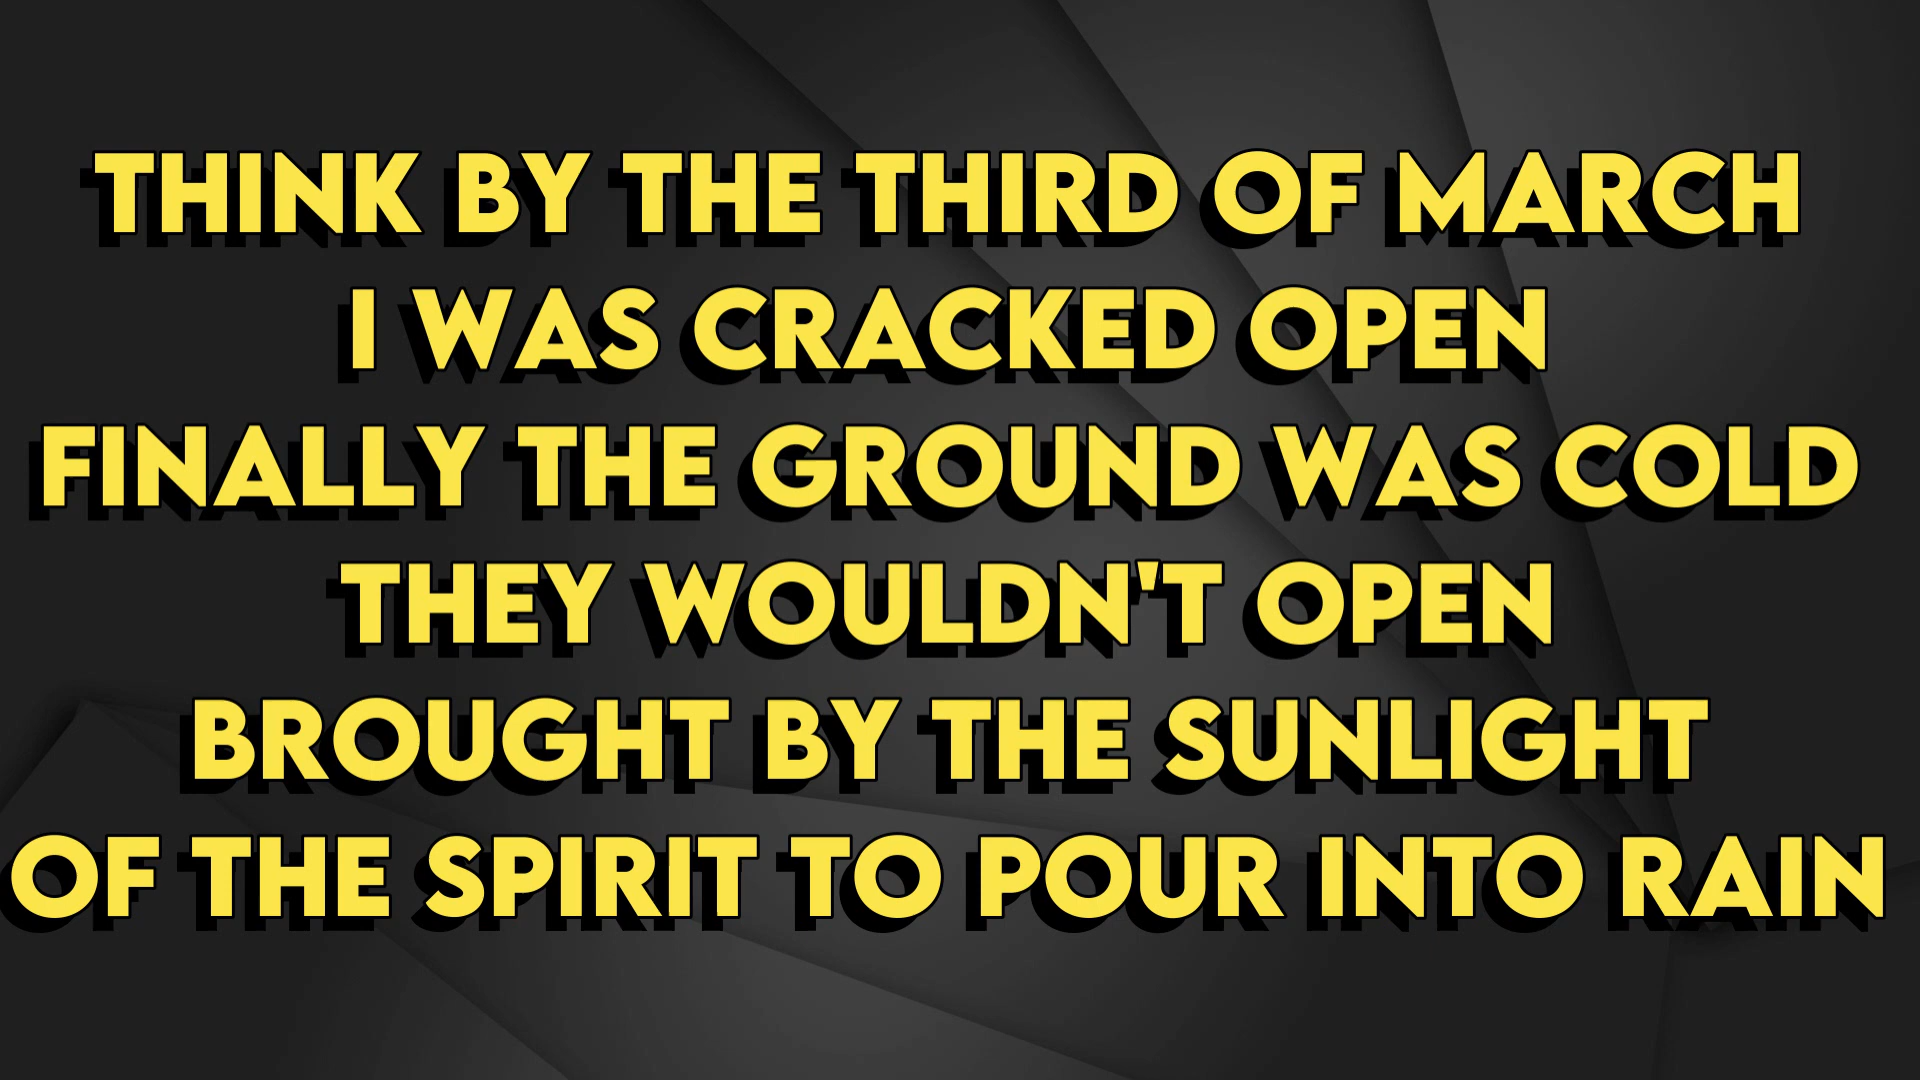 THINK BY THE THIRD OF MARCH
I WAS CRACKED OPEN
FINALLY THE GROUND WAS COLD
THEY WOULDN'T OPEN
BROUGHT BY THE SUNLIGHT
OF THE SPIRIT TO POUR INTO RAIN